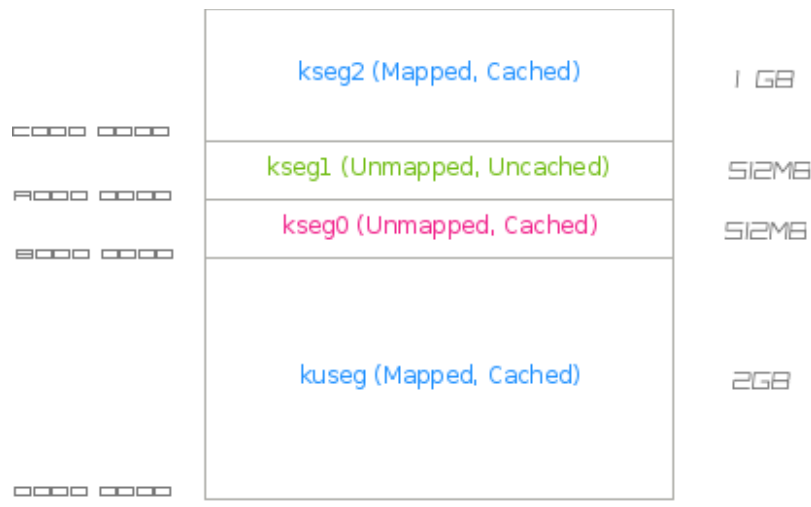 kseg2 (Mapped, Cached)
1 GB
C000 0000
kseg1 (Unmapped, Uncached)
512MB
A000 0000
kseg0 (Unmapped, Cached)
512MB
8000 0000
kuseg (Mapped, Cached)
2GB
0000 0000